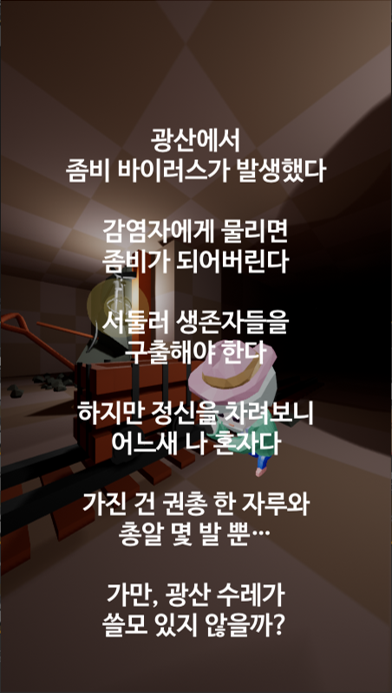 광산에서
좀비 바이러스가 발생했다
감염자에게 물리면
좀비가 되어버린다
서둘러 생존자들을
구출해야 한다
하지만 정신을 차려보니
어느새 나 혼자다
가진 건 권총 한 자루와
총알 몇 발 뿐…
가만, 광산 수레가
쓸모 있지 않을까?